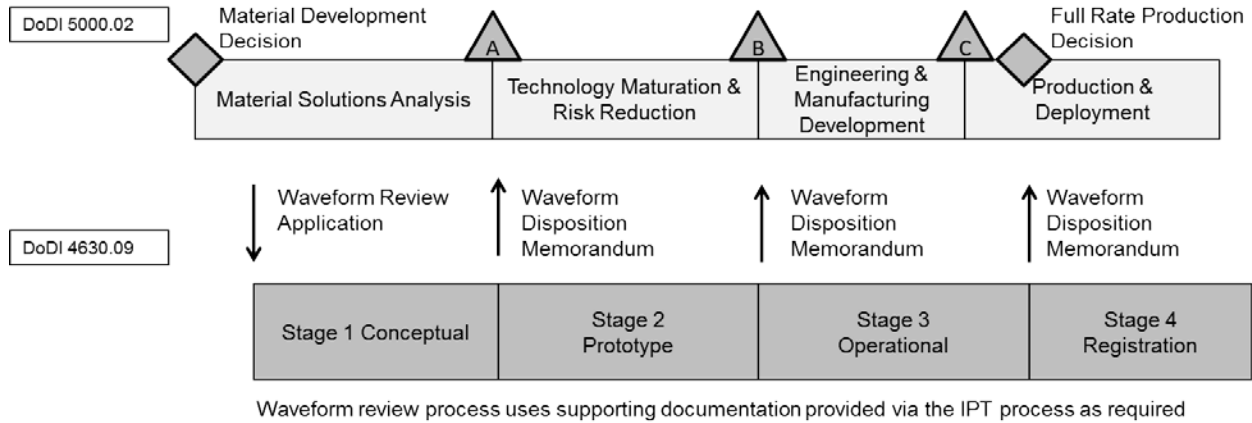 DoDI 5000.02
Material Development
Decision
A
B
C
Full Rate Production
Decision
Material Solutions Analysis
Technology Maturation &
Risk Reduction
Engineering &
Manufacturing
Development
Production &
Deployment
Waveform Review
Application
Waveform
Disposition
Memorandum
Waveform
Disposition
Memorandum
Waveform
Disposition
Memorandum
DoDI 4630.09
Stage 1 Conceptual
Stage 2
Prototype
Stage 3
Operational
Stage 4
Registration
Waveform review process uses supporting documentation provided via the IPT process as required